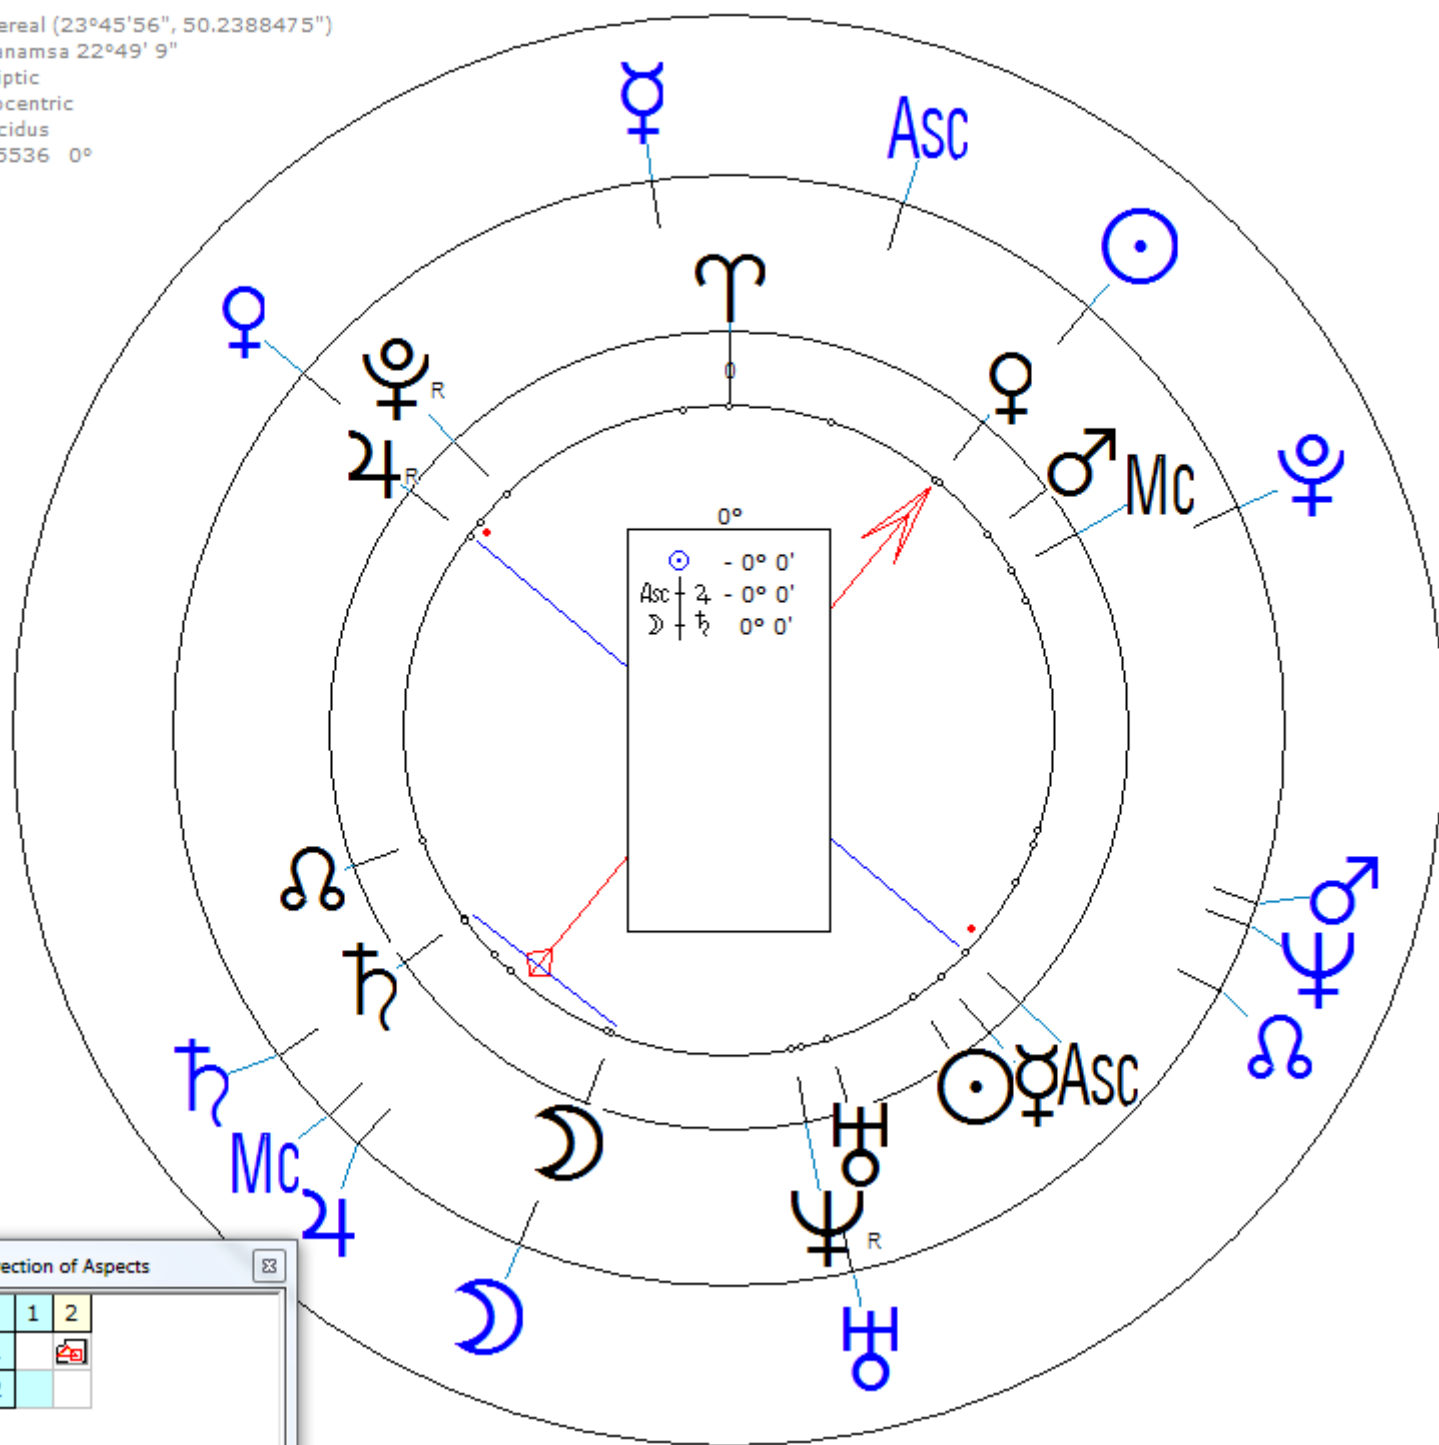 ereal (23°45'56", 50.2388475")
anamsa 22°49' 9"
iptic
ocentric
cidus
5536 0°
☿
Asc
☉
♀
♈
♇ R
♀
♃ R
♂ Mc
♇
0
0°
☉ - 0° 0'
Asc ♃ - 0° 0'
☽ ♄ 0° 0'
☊
♂
♄
♆
☊
♄
☉ ☿ Asc
Mc
☽
♅
♃
♆ R
☽
♅
ection of Aspects
1 2